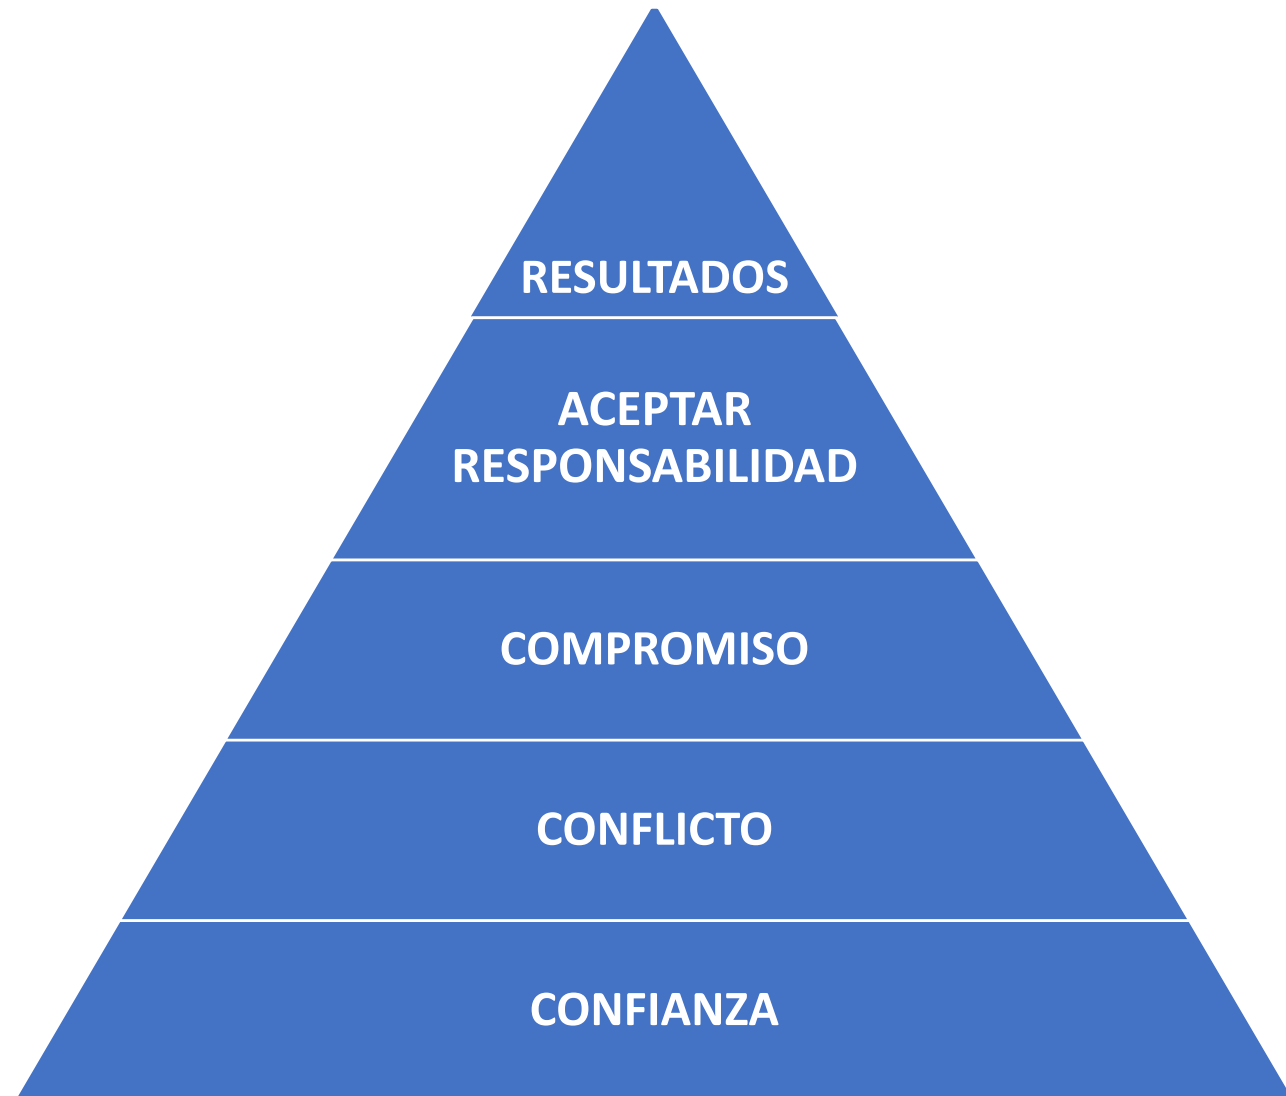 RESULTADOS
ACEPTAR
RESPONSABILIDAD
COMPROMISO
CONFLICTO
CONFIANZA